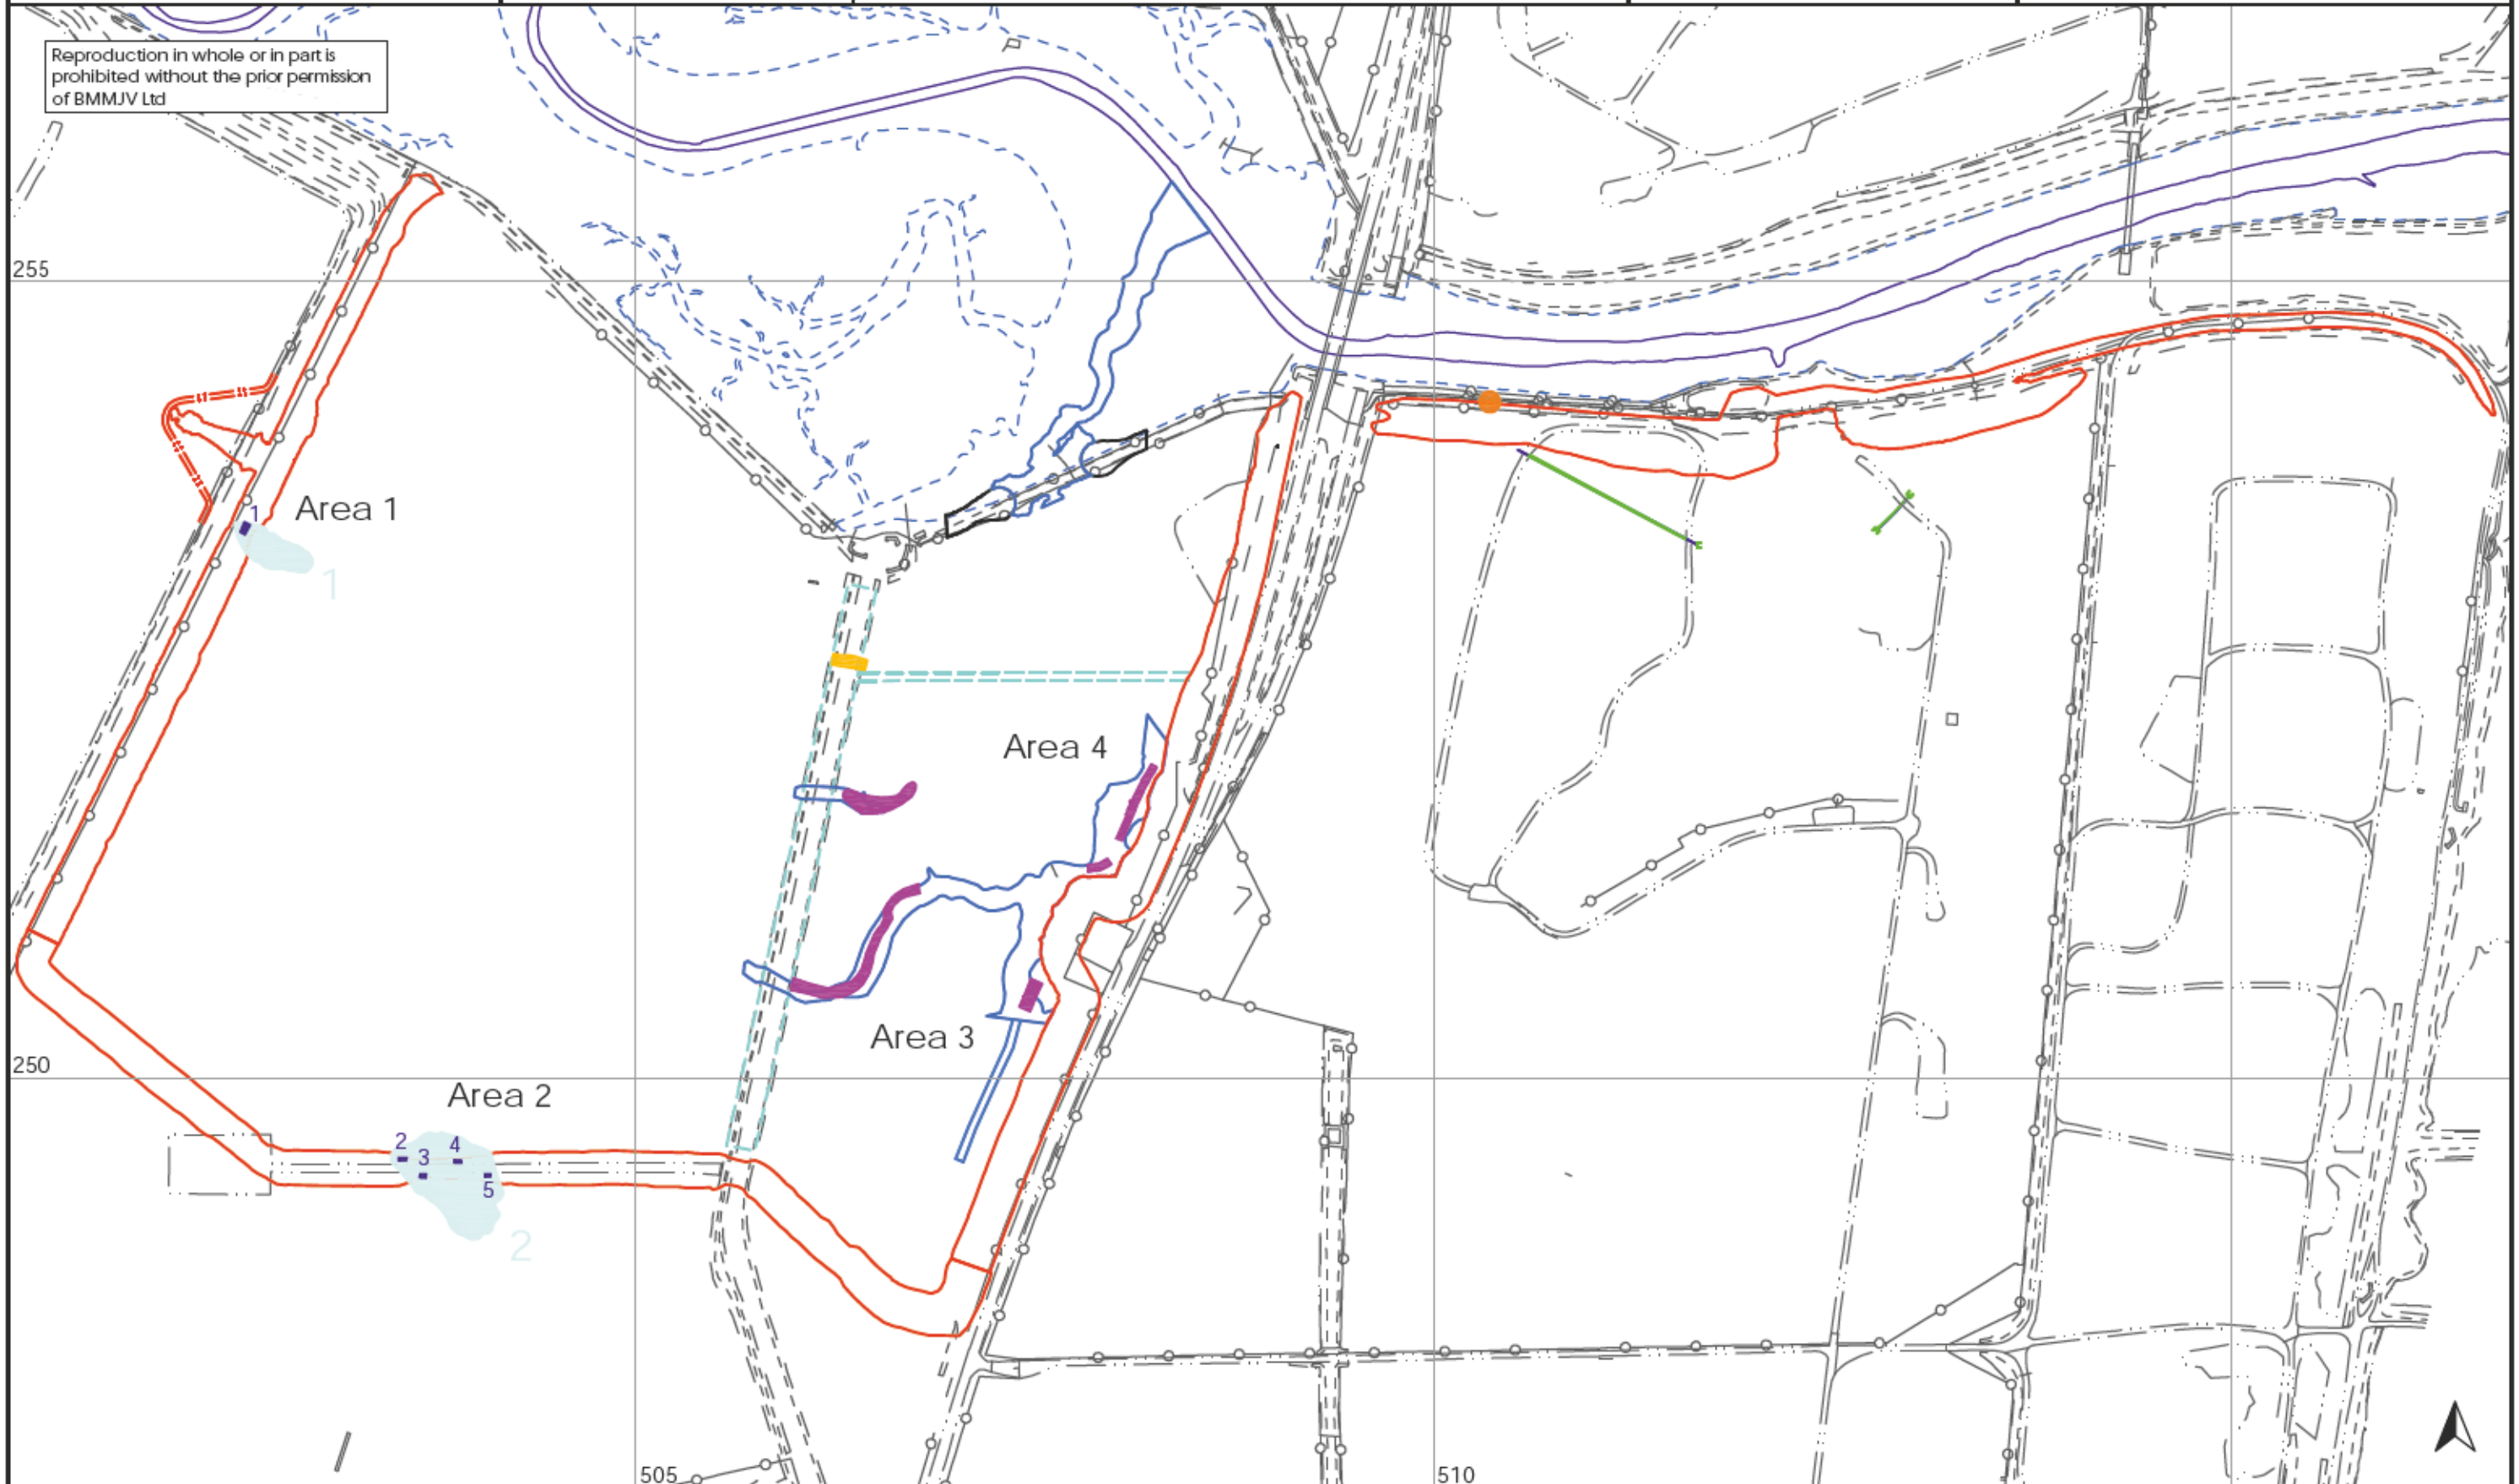 Reproduction in whole or in part is
prohibited without the prior permission
of BMMJV Ltd
255
Area 1
1
1
Area 4
Area 3
250
Area 2
2
4
3
5
2
505
510